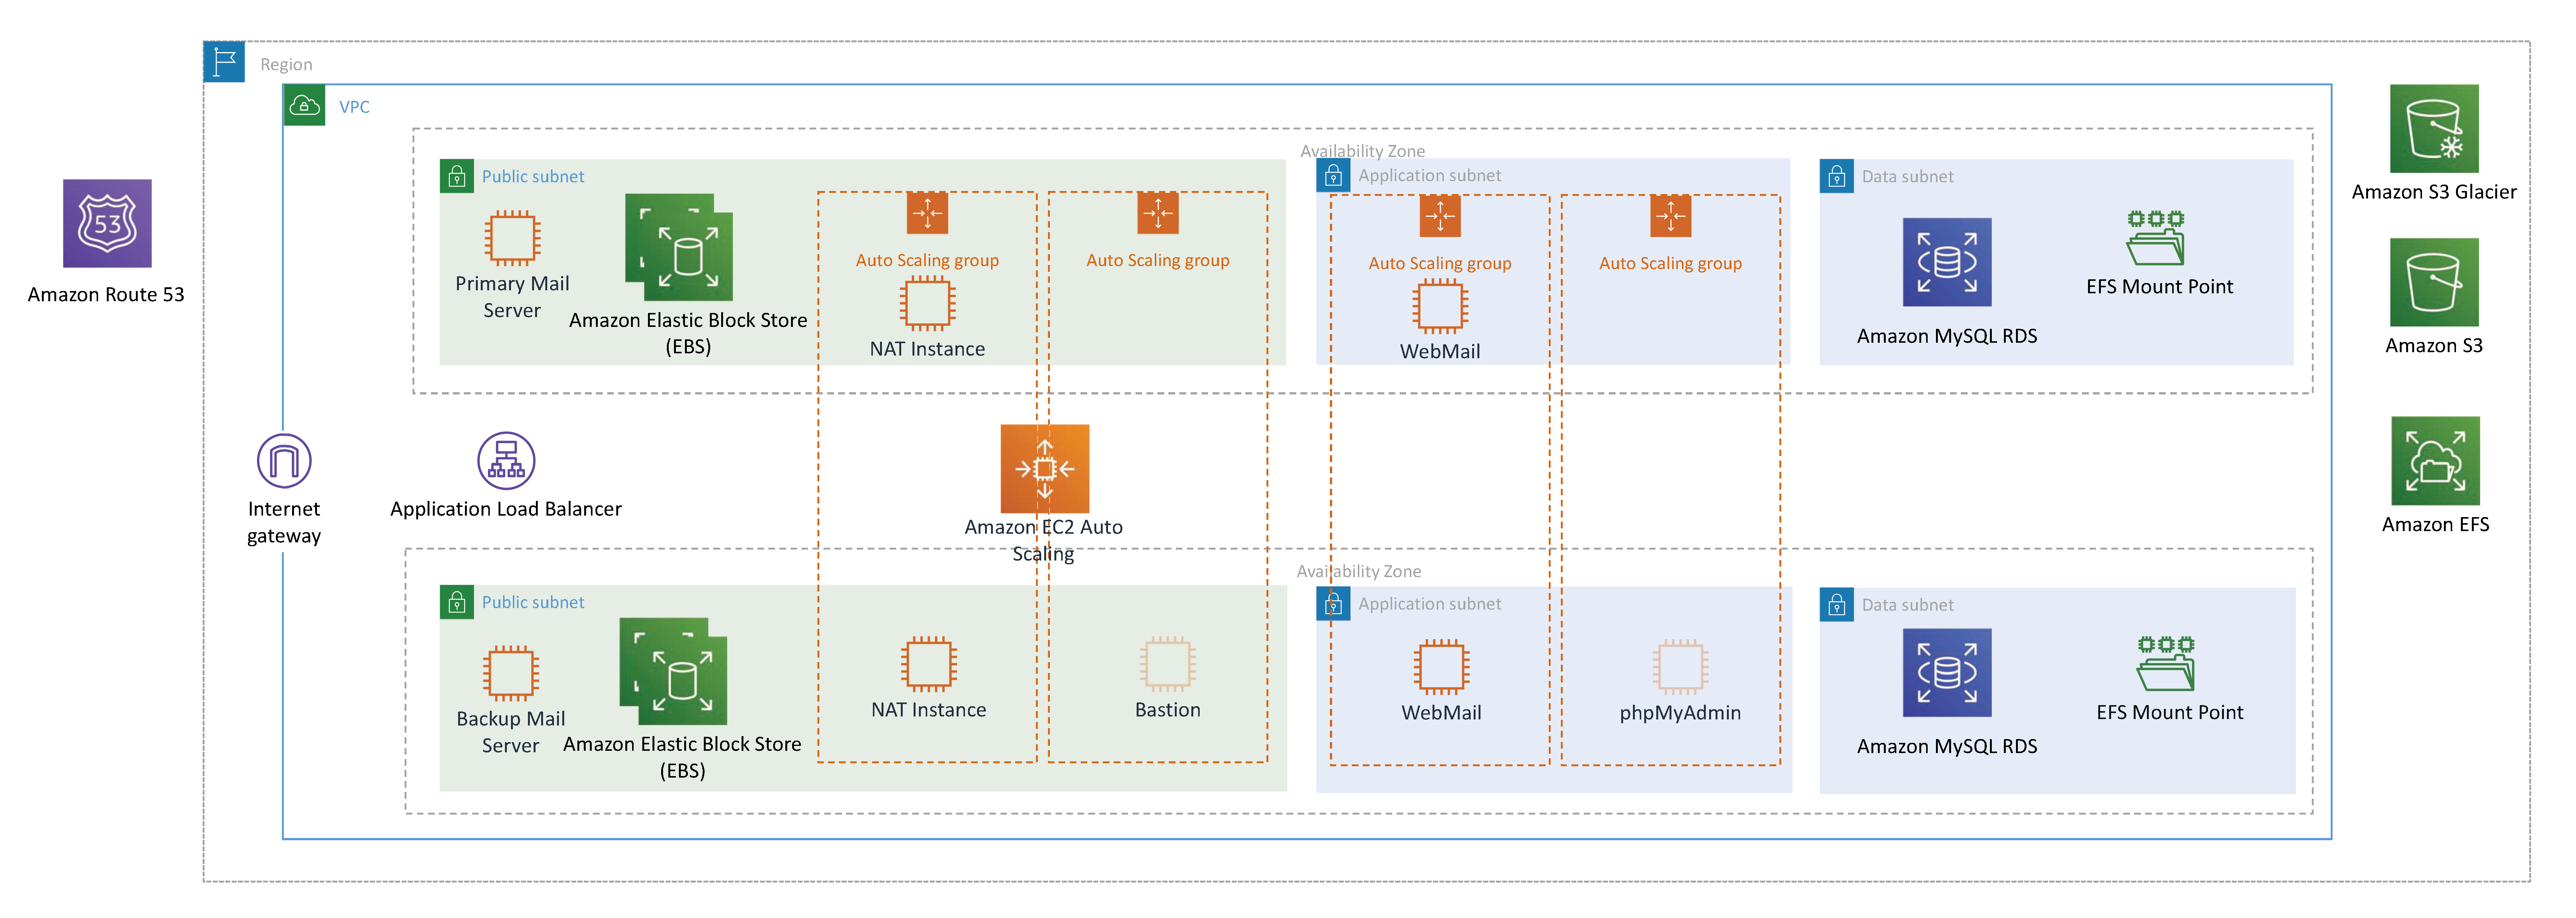 Region
VPC
Availability Zone
Public subnet
Application subnet
Data subnet
53
Amazon Route 53
Primary Mail
Server
Amazon Elastic Block Store
(EBS)
Auto Scaling group
NAT Instance
Auto Scaling group
Auto Scaling group
WebMail
Auto Scaling group
Amazon MySQL RDS
EFS Mount Point
Amazon S3 Glacier
Amazon S3
Amazon EFS
Internet
gateway
Application Load Balancer
Amazon EC2 Auto
Scaling
Availability Zone
Public subnet
Application subnet
Data subnet
Backup Mail
Server
Amazon Elastic Block Store
(EBS)
NAT Instance
Bastion
WebMail
phpMyAdmin
Amazon MySQL RDS
EFS Mount Point